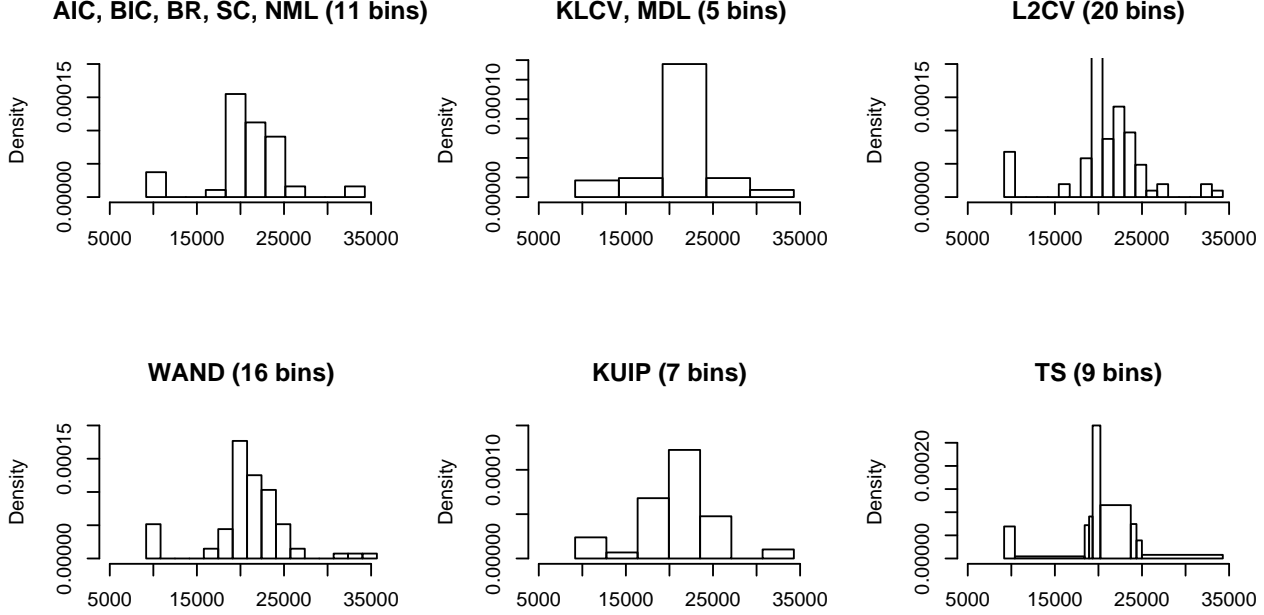 AIC, BIC, BR, SC, NML (11 bins)
Density
0.00000
0.00015
5000 15000 25000 35000
KLCV, MDL (5 bins)
Density
0.00000
0.00010
5000 15000 25000 35000
L2CV (20 bins)
Density
0.00000
0.00015
5000 15000 25000 35000
WAND (16 bins)
Density
0.00000
0.00015
5000 15000 25000 35000
KUIP (7 bins)
Density
0.00000
0.00010
5000 15000 25000 35000
TS (9 bins)
Density
0.00000
0.00020
5000 15000 25000 35000